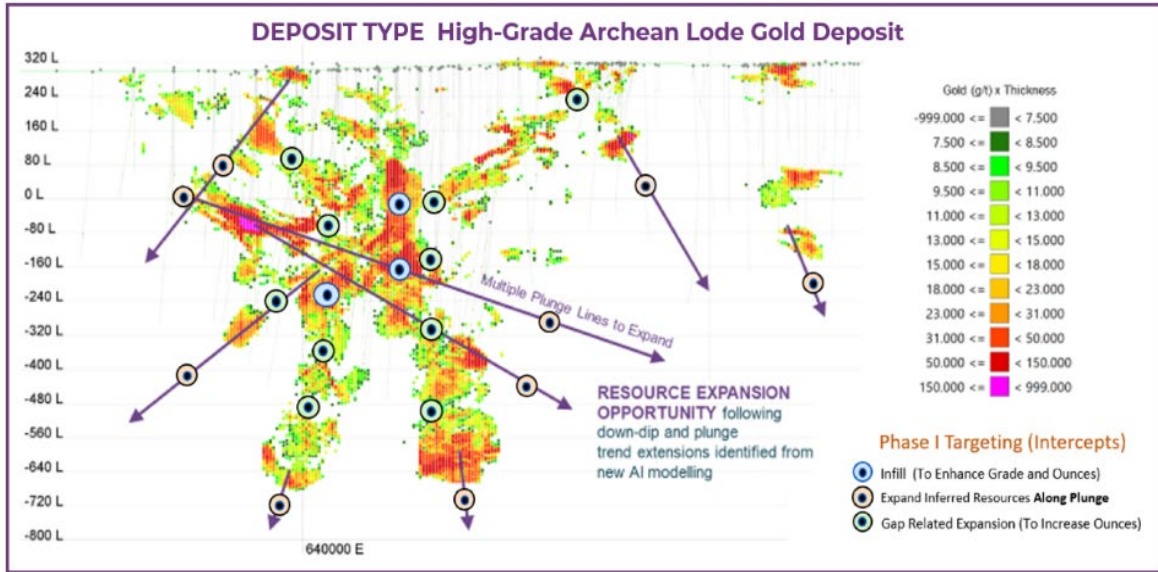 DEPOSIT TYPE High-Grade Archean Lode Gold Deposit
320 L
240 L
160 L
80 L
0 L
-80 L
-160 L
-240 L
-320 L
-400 L
-480 L
-560 L
-640 L
-720 L
-800 L
640000 E
Multiple Plunge Lines to Expand
RESOURCE EXPANSION
OPPORTUNITY following
down-dip and plunge
trend extensions identified from
new AI modelling
Gold (g/t) x Thickness
-999.000 <= < 7.500
7.500 <= < 8.500
8.500 <= < 9.500
9.500 <= < 11.000
11.000 <= < 13.000
13.000 <= < 15.000
15.000 <= < 18.000
18.000 <= < 23.000
23.000 <= < 31.000
31.000 <= < 50.000
50.000 <= < 150.000
150.000 <= < 999.000
Phase I Targeting (Intercepts)
Infill (To Enhance Grade and Ounces)
Expand Inferred Resources Along Plunge
Gap Related Expansion (To Increase Ounces)